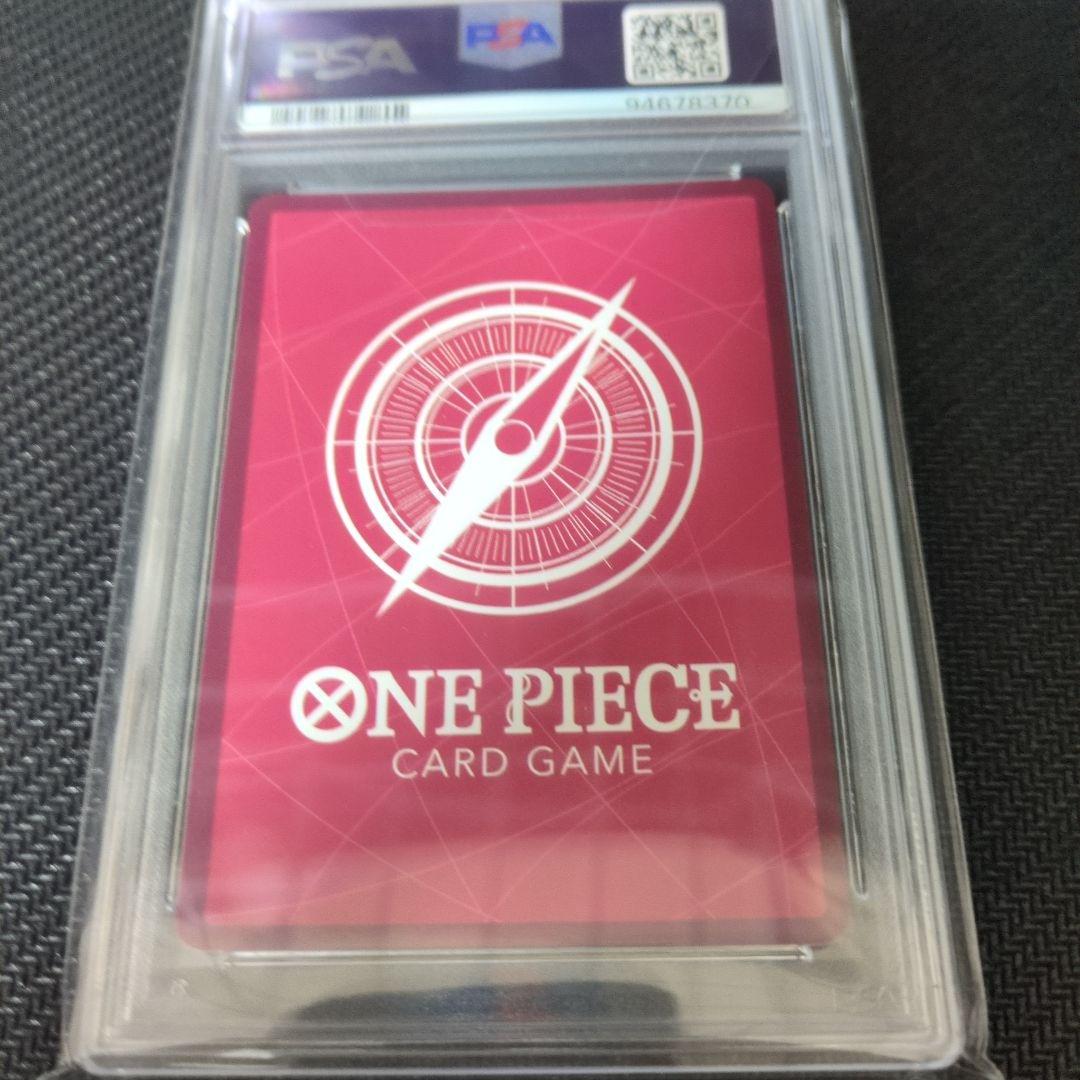 PSA
PSA
94678370
ONE PIECE
CARD GAME